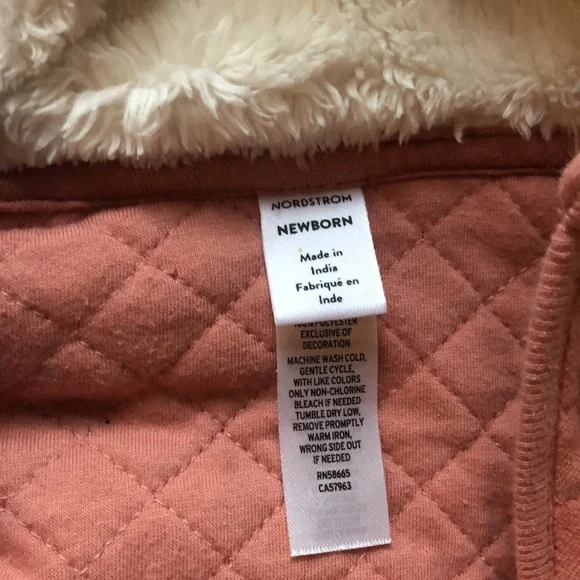 NORDSTROM
NEWBORN
Made in
India
Fabriqué en
Inde
100% POLYESTER
EXCLUSIVE OF
DECORATION
MACHINE WASH COLD,
GENTLE CYCLE,
WITH LIKE COLORS
ONLY NON-CHLORINE
BLEACH IF NEEDED
TUMBLE DRY LOW,
REMOVE PROMPTLY
WARM IRON,
WRONG SIDE OUT
IF NEEDED
RN58665
CA57963